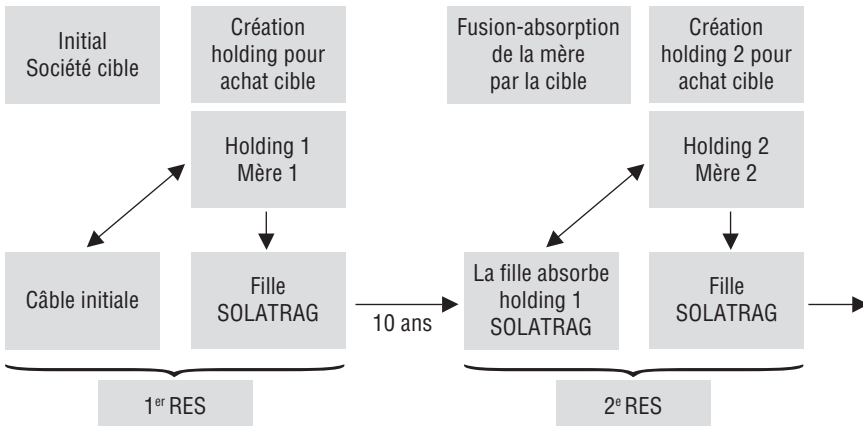 Initial
Société cible
Création
holding pour
achat cible
Fusion-absorption
de la mère
par la cible
Création
holding 2 pour
achat cible
Holding 1
Mère 1
Holding 2
Mère 2
Câble initiale
Fille
SOLATRAG
10 ans
La fille absorbe
holding 1
SOLATRAG
Fille
SOLATRAG
1er RES
2e RES